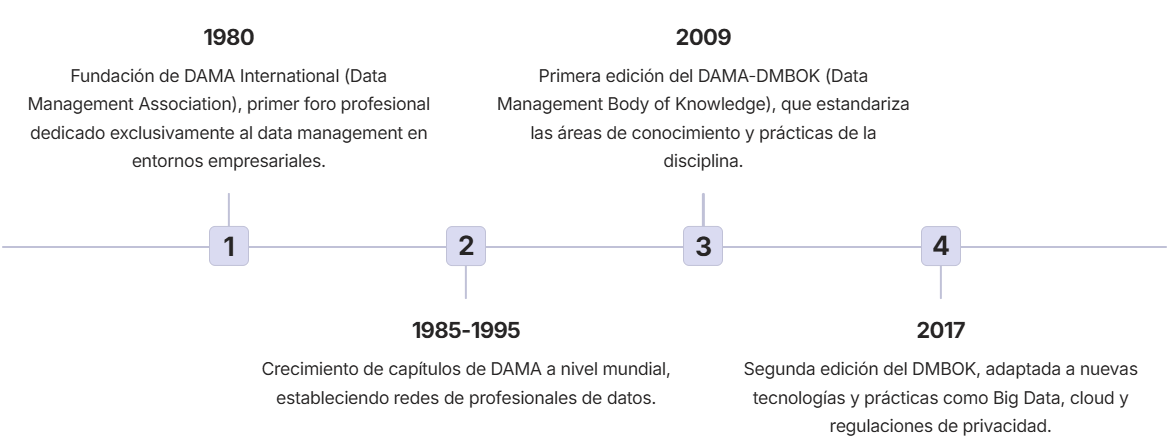 1980
Fundación de DAMA International (Data
Management Association), primer foro profesional
dedicado exclusivamente al data management en
entornos empresariales.
2009
Primera edición del DAMA-DMBOK (Data
Management Body of Knowledge), que estandariza
las áreas de conocimiento y prácticas de la
disciplina.
1
2
3
4
1985-1995
Crecimiento de capítulos de DAMA a nivel mundial,
estableciendo redes de profesionales de datos.
2017
Segunda edición del DMBOK, adaptada a nuevas
tecnologías y prácticas como Big Data, cloud y
regulaciones de privacidad.